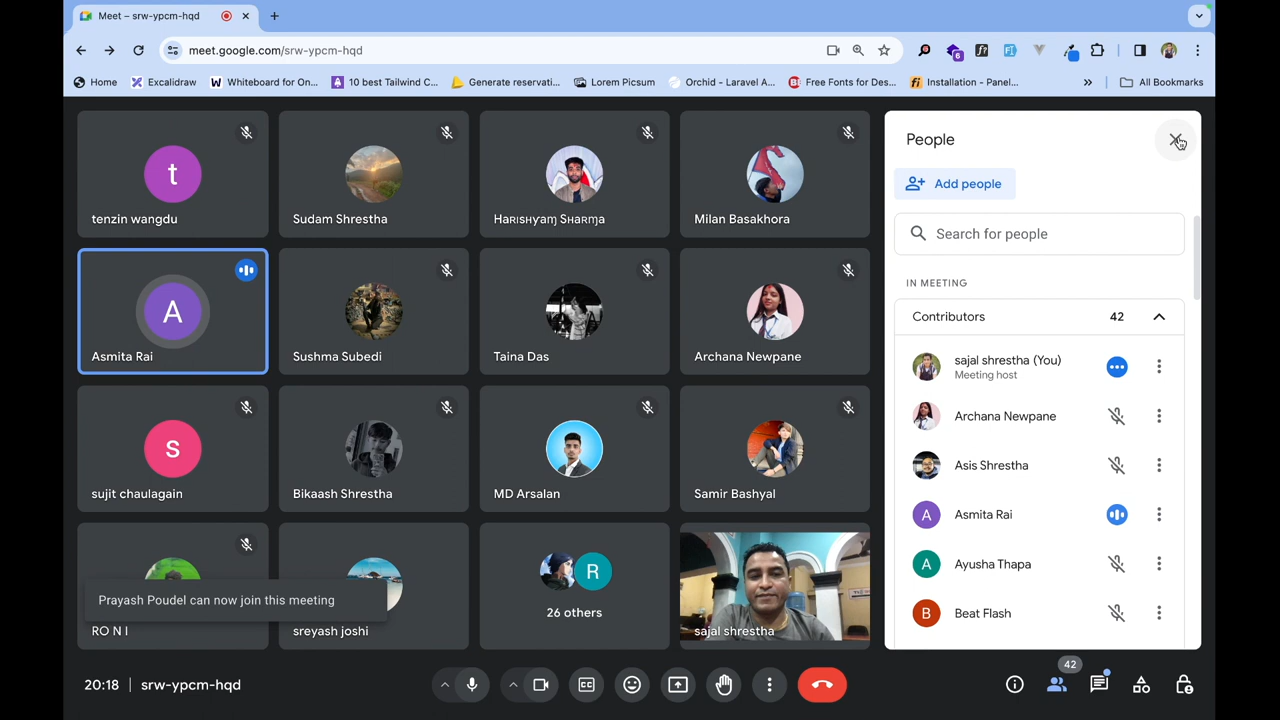 Meet – srw-ypcm-hqd
meet.google.com/srw-ypcm-hqd
6
Home
Excalidraw
Whiteboard for On...
10 best Tailwind C...
Generate reservati...
Lorem Picsum
Orchid - Laravel A...
Free Fonts for Des...
Installation - Panel...
»
All Bookmarks
t
tenzin wangdu
Sudam Shrestha
Hᴀʀɪsʜʏᴀɱ Sʜᴀʀɱᴀ
Milan Basakhora
A
Asmita Rai
Sushma Subedi
Taina Das
Archana Newpane
s
sujit chaulagain
Bikaash Shrestha
MD Arsalan
Samir Bashyal
Prayash Poudel can now join this meeting
RO N I
sreyash joshi
R
26 others
sajal shrestha
People
Add people
Search for people
IN MEETING
Contributors 42
sajal shrestha (You)
Meeting host
Archana Newpane
Asis Shrestha
A Asmita Rai
A Ayusha Thapa
B Beat Flash
20:18 | srw-ypcm-hqd
CC
42